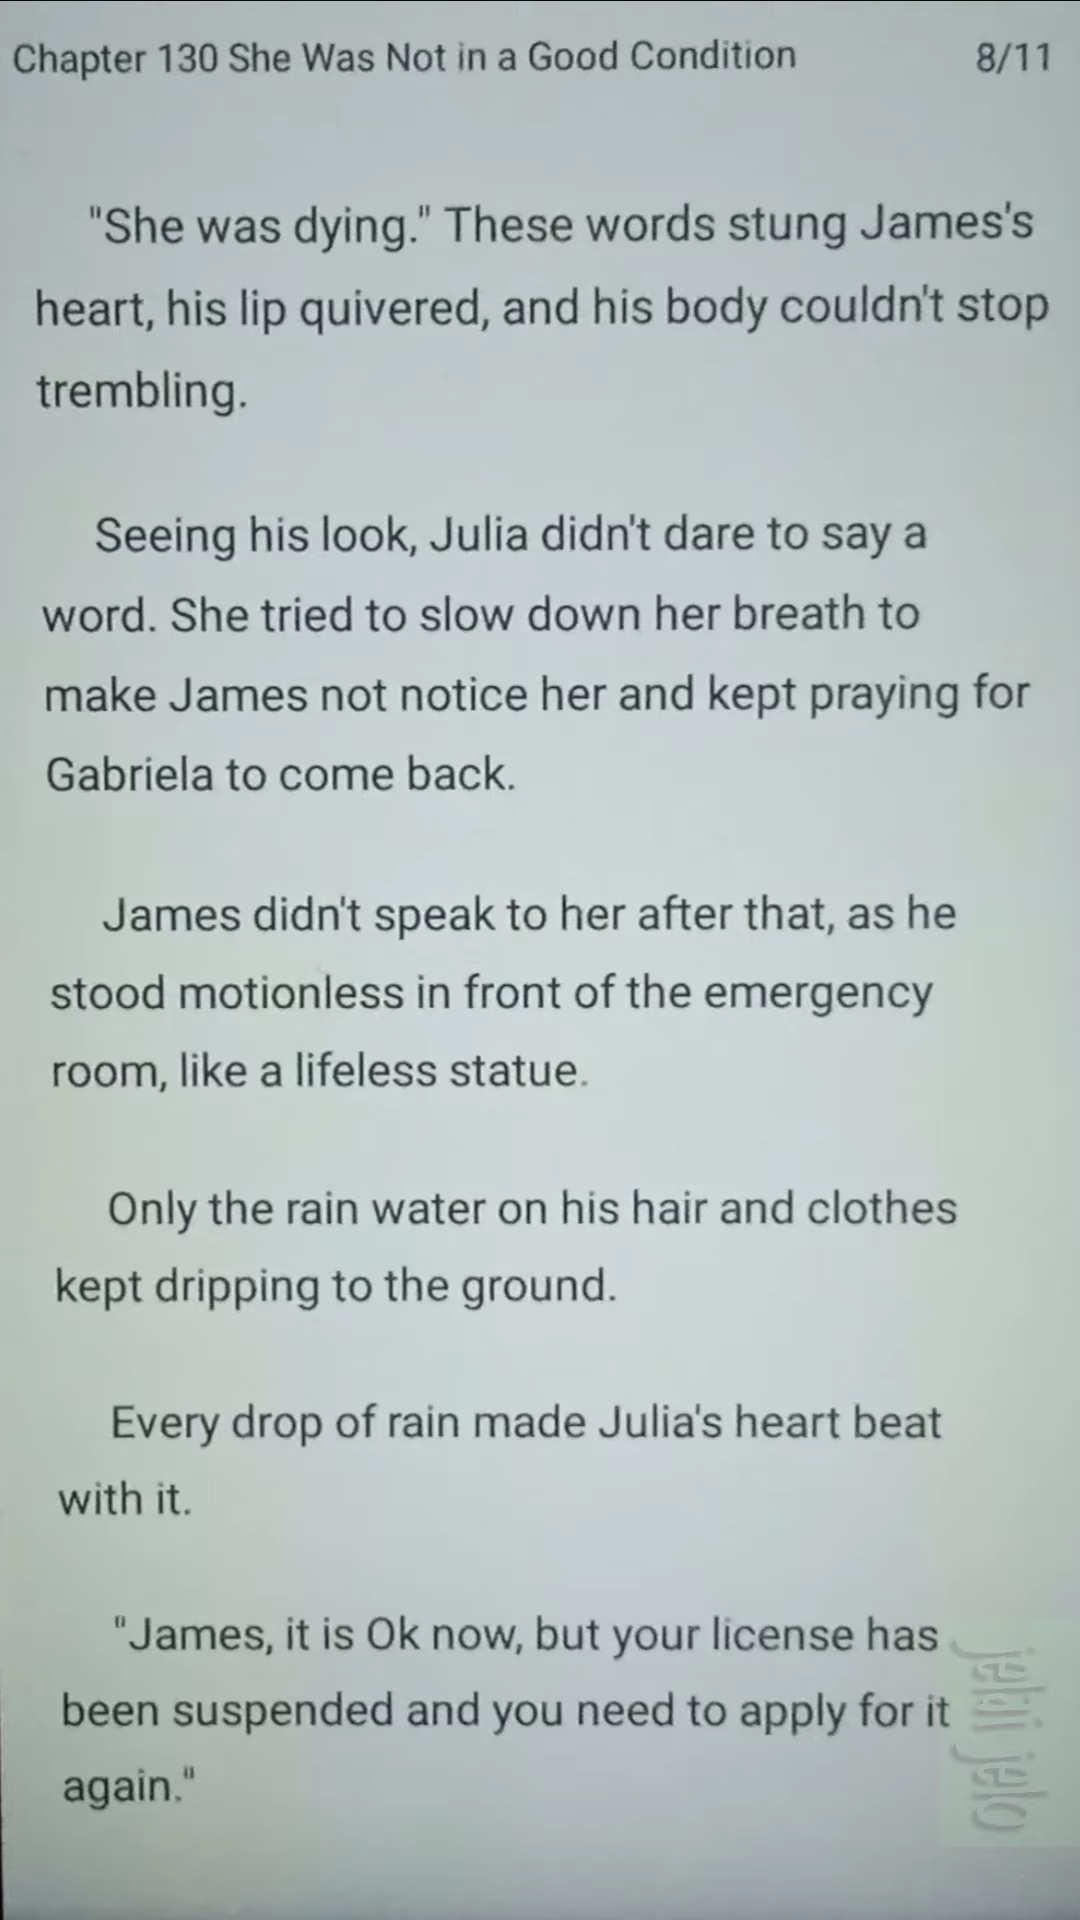 Chapter 130 She Was Not in a Good Condition 8/11
"She was dying." These words stung James's
heart, his lip quivered, and his body couldn't stop
trembling.
Seeing his look, Julia didn't dare to say a
word. She tried to slow down her breath to
make James not notice her and kept praying for
Gabriela to come back.
James didn't speak to her after that, as he
stood motionless in front of the emergency
room, like a lifeless statue.
Only the rain water on his hair and clothes
kept dripping to the ground.
Every drop of rain made Julia's heart beat
with it.
"James, it is Ok now, but your license has
been suspended and you need to apply for it
again."